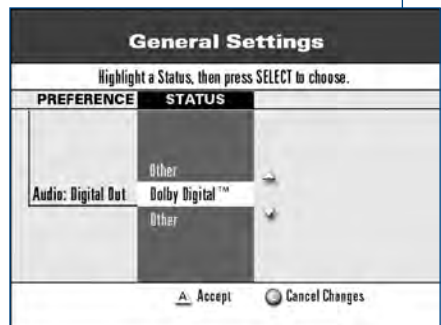 General Settings
Highlight a Status, then press SELECT to choose.
PREFERENCE STATUS
Other
Audio: Digital Out Dolby Digital™
Other
A Accept Cancel Changes